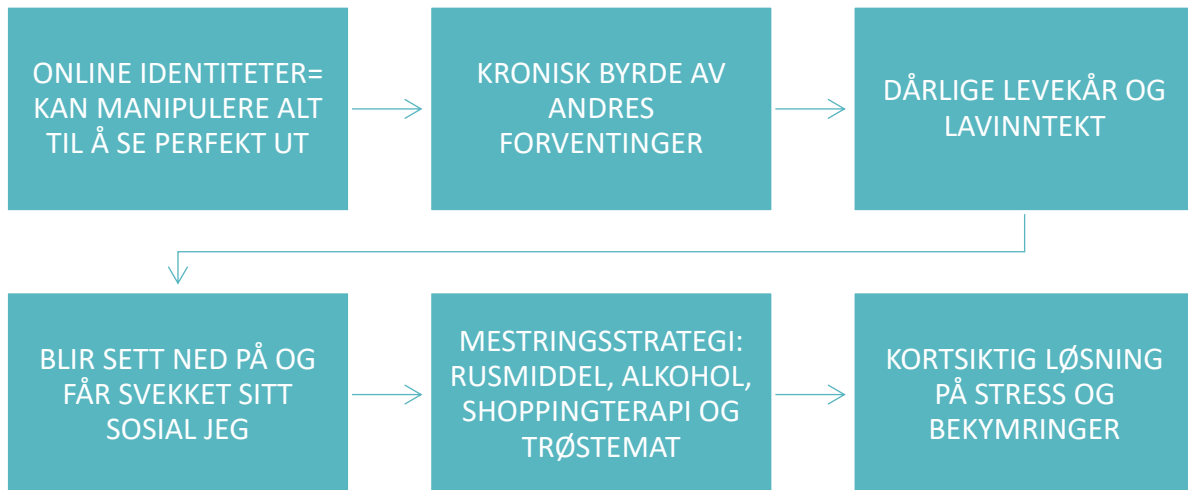 ONLINE IDENTITETER=
KAN MANIPULERE ALT
TIL Å SE PERFEKT UT
KRONISK BYRDE AV
ANDRES
FORVENTINGER
DÅRLIGE LEVEKÅR OG
LAVINNTEKT
BLIR SETT NED PÅ OG
FÅR SVEKKET SITT
SOSIAL JEG
MESTRINGSSTRATEGI:
RUSMIDDEL, ALKOHOL,
SHOPPINGTERAPI OG
TRØSTEMAT
KORTSIKTIG LØSNING
PÅ STRESS OG
BEKYMRINGER